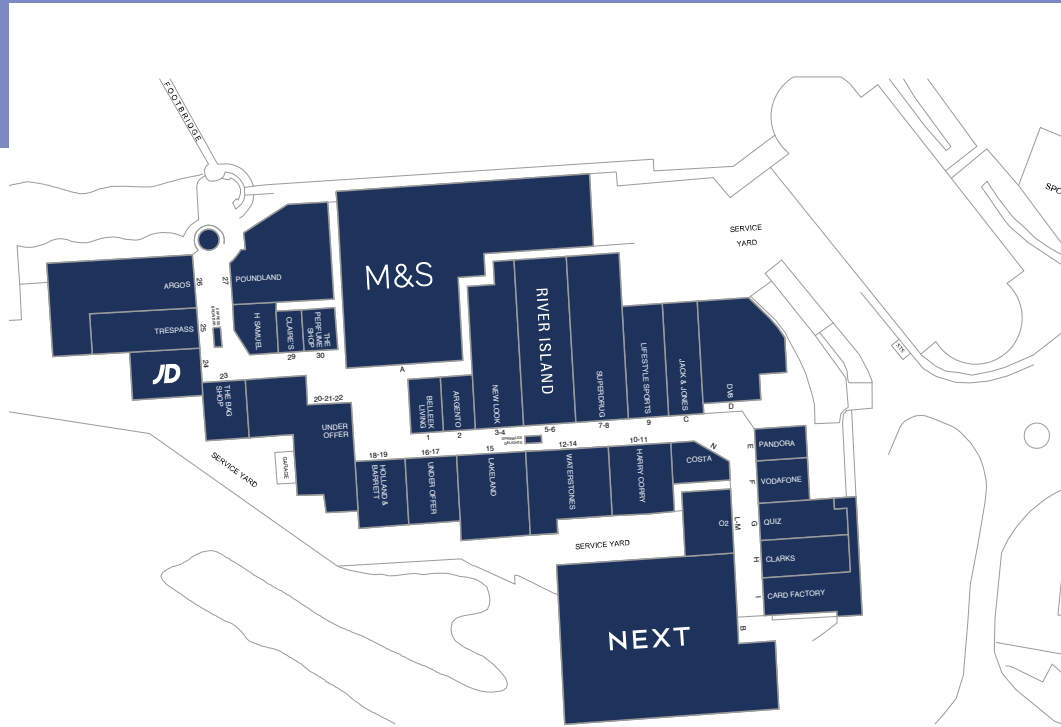 FOOTBRIDGE
SPO
SERVICE
YARD
M&S
ARGOS
26
27
POUNDLAND
TRESPASS
25
H SAMUEL
CLAIRE'S
THE
PERFUME
SHOP
29
30
JD
24
23
THE BAG
SHOP
20-21-22
UNDER
OFFER
A
BELLEEK
LIVING
ARGENTO
NEW LOOK
RIVER ISLAND
SUPERDRUG
LIFESTYLE SPORTS
JACK & JONES
DV8
1
2
3-4
5-6
7-8
9
C
D
SERVICE YARD
GARAGE
18-19
16-17
15
12-14
10-11
N
HOLLAND &
BARRETT
UNDER OFFER
LAKELAND
WATERSTONES
HARRY CORRY
COSTA
E
PANDORA
F
VODAFONE
O2
L-M
G
QUIZ
H
CLARKS
I
CARD FACTORY
B
SERVICE YARD
NEXT